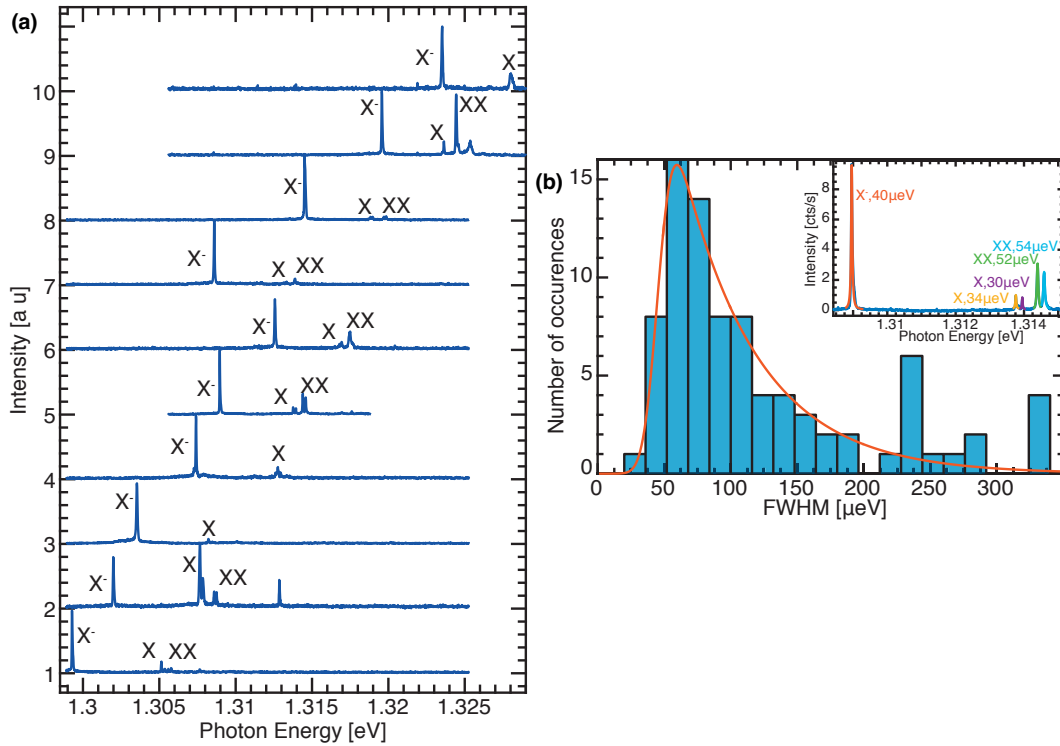 (a)
X⁻
X
10
X⁻
X
XX
9
X⁻
X
XX
8
X⁻
X
XX
7
X⁻
X
XX
6
X⁻
X
XX
5
X⁻
X
4
X⁻
X
3
X⁻
X
XX
2
X⁻
X
XX
1
Intensity [a u]
1.3 1.305 1.31 1.315 1.32 1.325
Photon Energy [eV]
(b)
15
10
5
0
Number of occurences
0 50 100 150 200 250 300
FWHM [µeV]
8
6
4
2
0
Intensity [cts/s]
X⁻,40µeV
XX,54µeV
XX,52µeV
X,30µeV
X,34µeV
1.31 1.312 1.314
Photon Energy [eV]